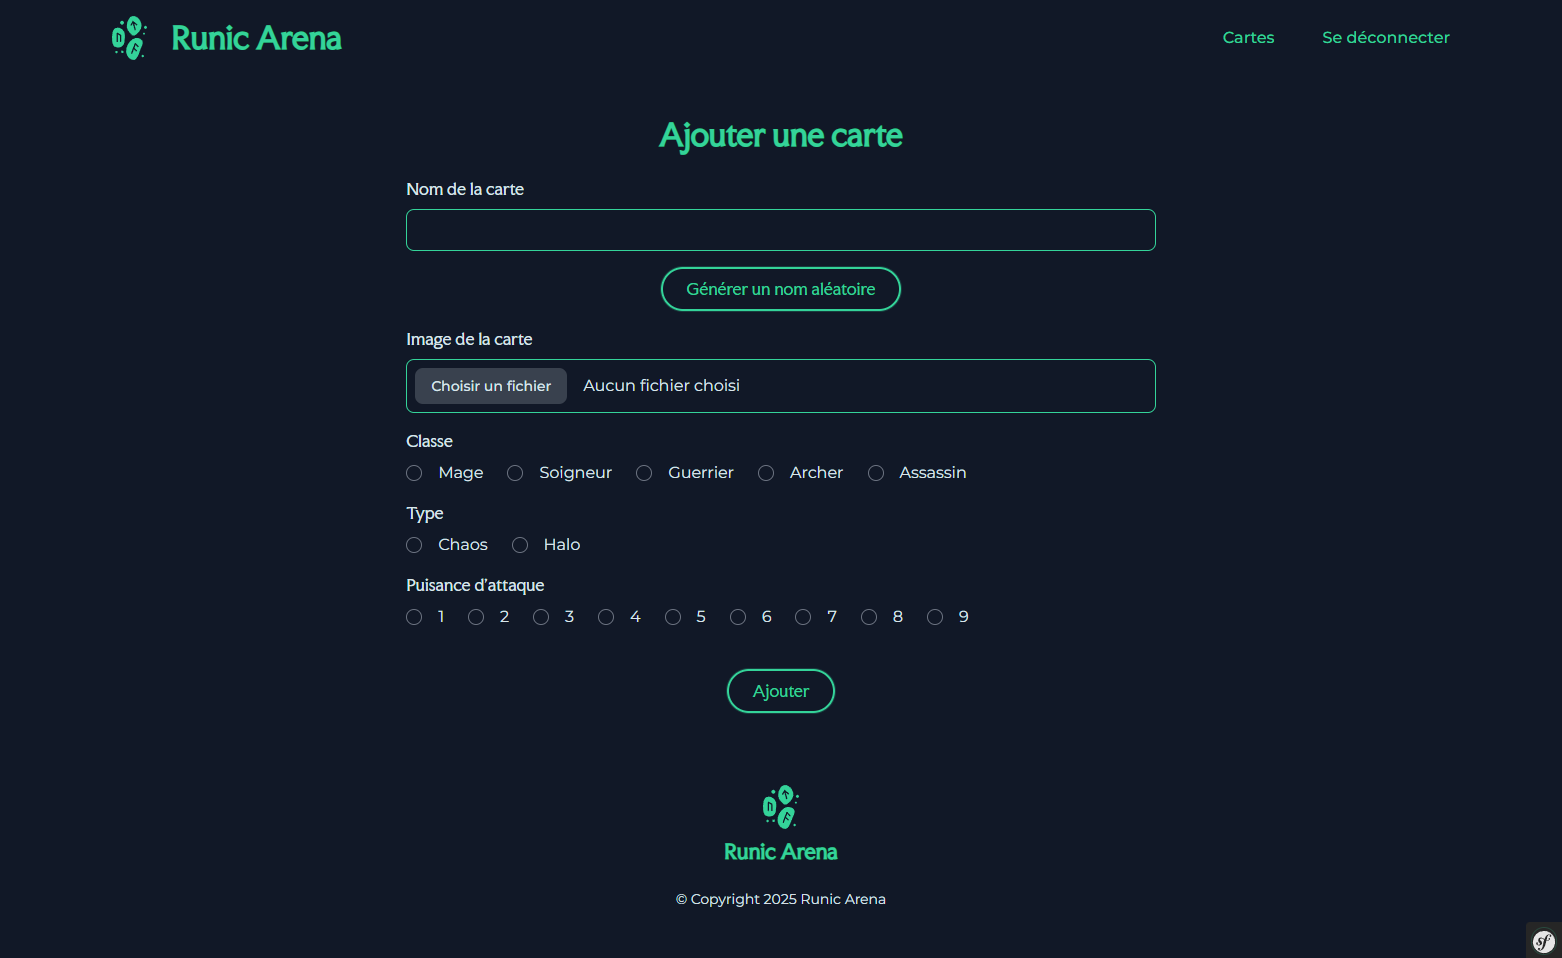 Runic Arena
Cartes
Se déconnecter
Ajouter une carte
Nom de la carte
Générer un nom aléatoire
Image de la carte
Choisir un fichier Aucun fichier choisi
Classe
Mage Soigneur Guerrier Archer Assassin
Type
Chaos Halo
Puisance d'attaque
1 2 3 4 5 6 7 8 9
Ajouter
Runic Arena
© Copyright 2025 Runic Arena
sf